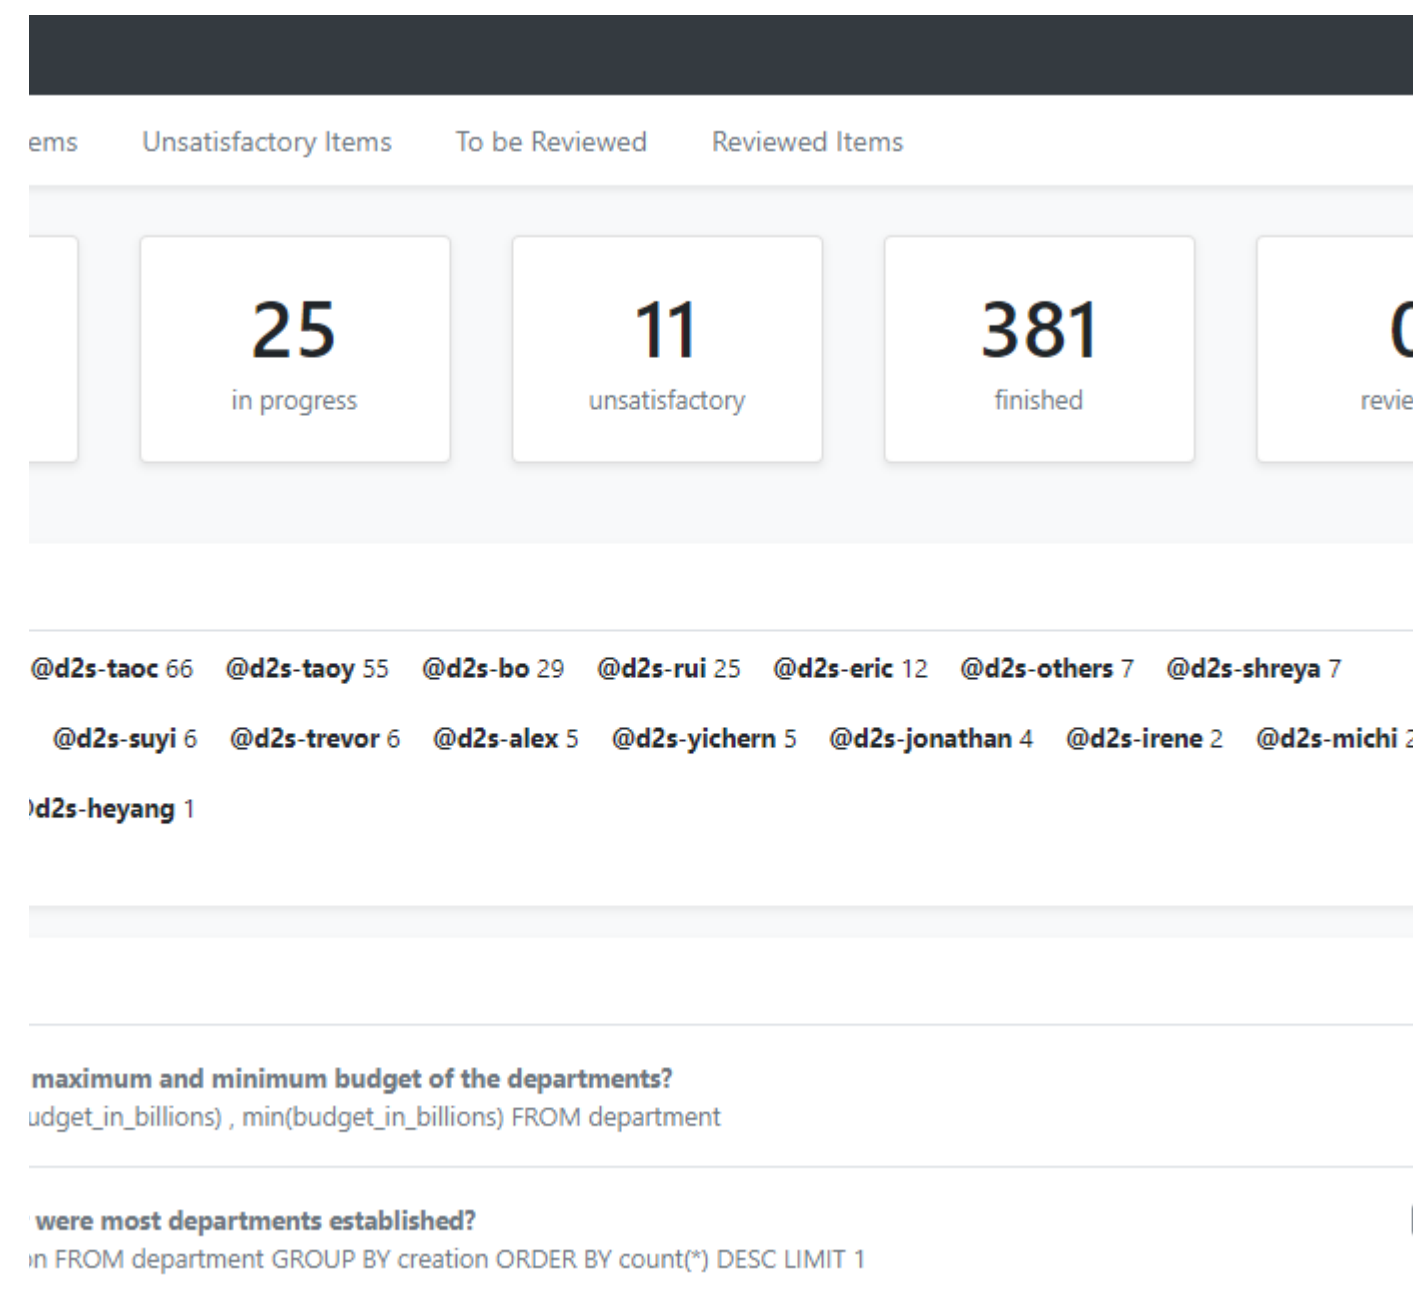 Unsatisfactory Items To be Reviewed Reviewed Items
25 11 381
in progress unsatisfactory finished
@d2s-taoc 66 @d2s-taoy 55 @d2s-bo 29 @d2s-rui 25 @d2s-eric 12 @d2s-others 7 @d2s-shreya 7
@d2s-suyi 6 @d2s-trevor 6 @d2s-alex 5 @d2s-yichern 5 @d2s-jonathan 4 @d2s-irene 2 @d2s-michi 2
d2s-heyang 1
maximum and minimum budget of the departments?
udget_in_billions) , min(budget_in_billions) FROM department
were most departments established?
on FROM department GROUP BY creation ORDER BY count(*) DESC LIMIT 1